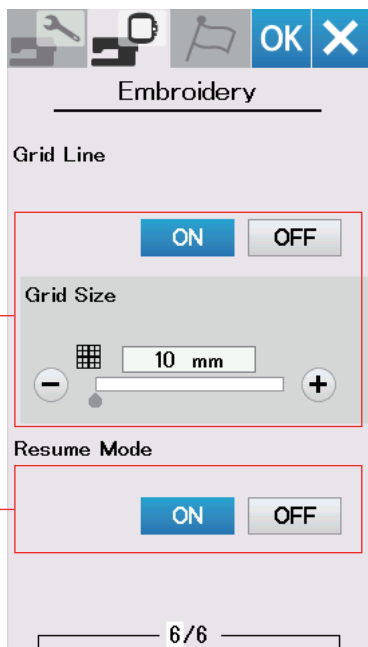 OK X
Embroidery
Grid Line
ON OFF
Grid Size
10 mm
− +
Resume Mode
ON OFF
6/6